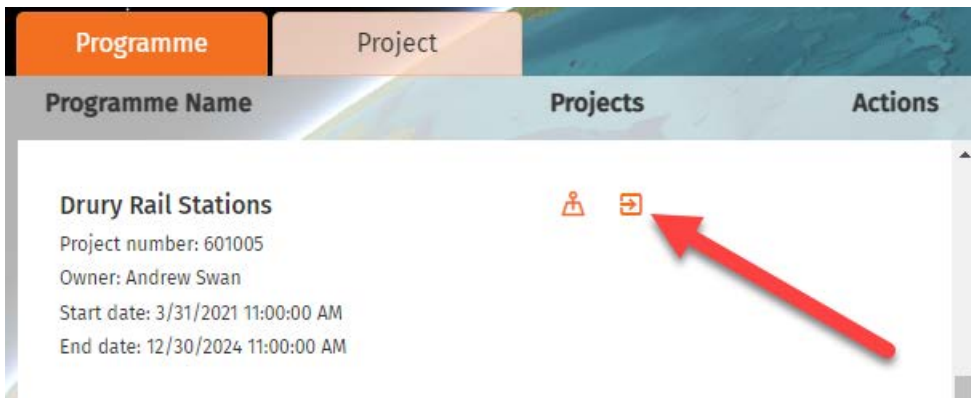 Programme Project
Programme Name Projects Actions
Drury Rail Stations
Project number: 601005
Owner: Andrew Swan
Start date: 3/31/2021 11:00:00 AM
End date: 12/30/2024 11:00:00 AM